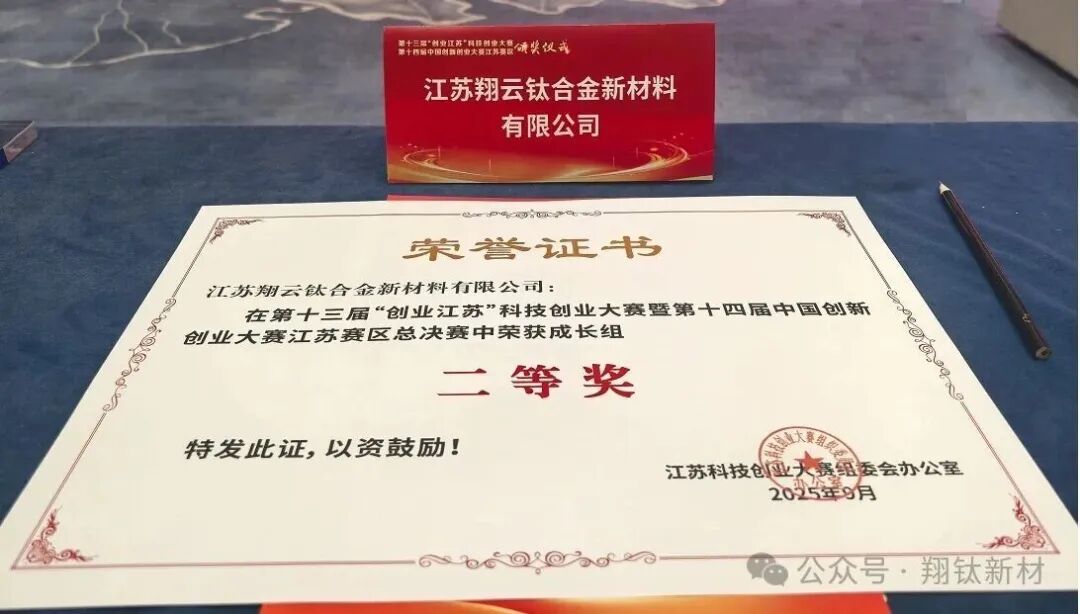 第十三届“创业江苏”科技创业大赛
第十四届中国创新创业大赛江苏赛区
颁奖仪式
江苏翔云钛合金新材料
有限公司
荣誉证书
江苏翔云钛合金新材料有限公司：
在第十三届“创业江苏”科技创业大赛暨第十四届中国创新
创业大赛江苏赛区总决赛中荣获成长组
二等奖
特发此证，以资鼓励！
江苏科技创业大赛组委会办公室
2025年9月
办公室
公众号·翔钛新材